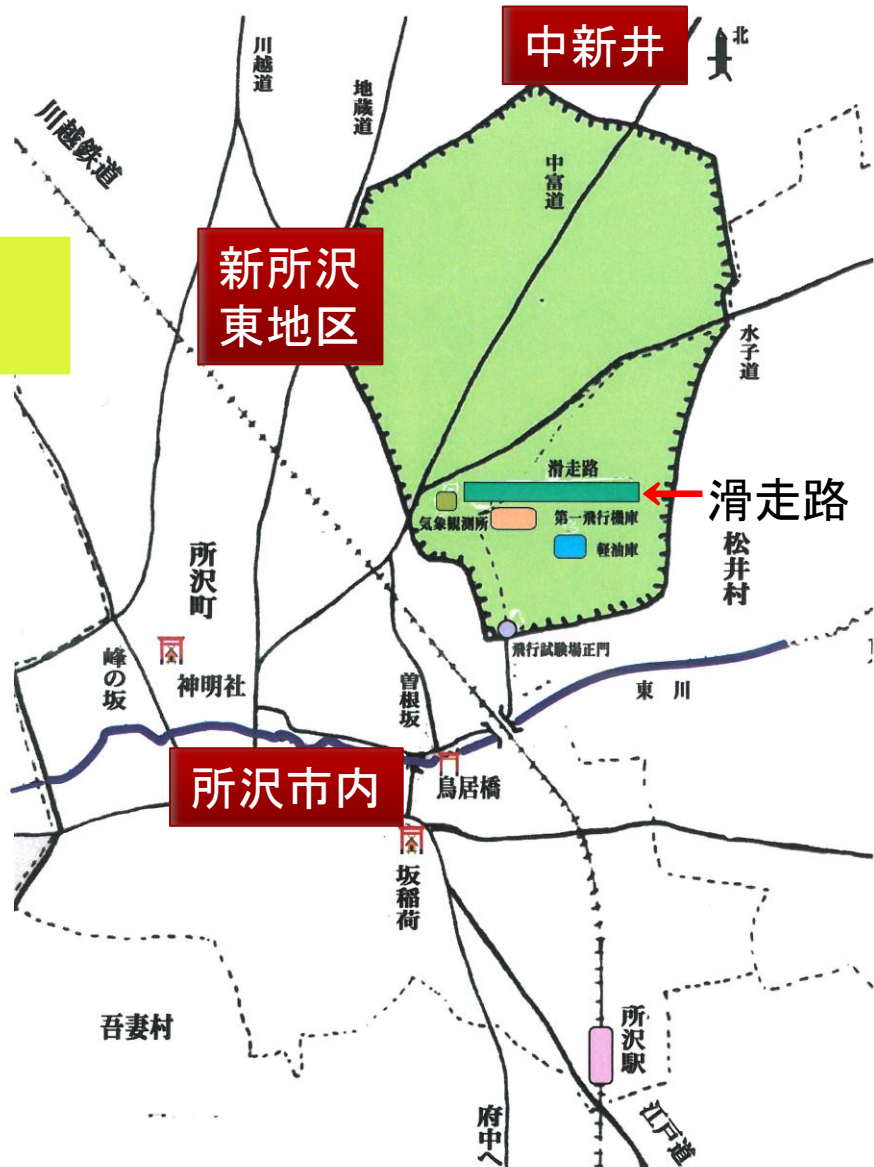 中新井
北
川越道
地蔵道
川越鉄道
中富道
新所沢
東地区
水子道
滑走路
滑走路
気象観測所
第一飛行機庫
軽油庫
松井村
所沢町
飛行試験場正門
峰の坂
神明社
曽根坂
東川
所沢市内
鳥居橋
坂稲荷
吾妻村
所沢駅
江戸道
府中へ